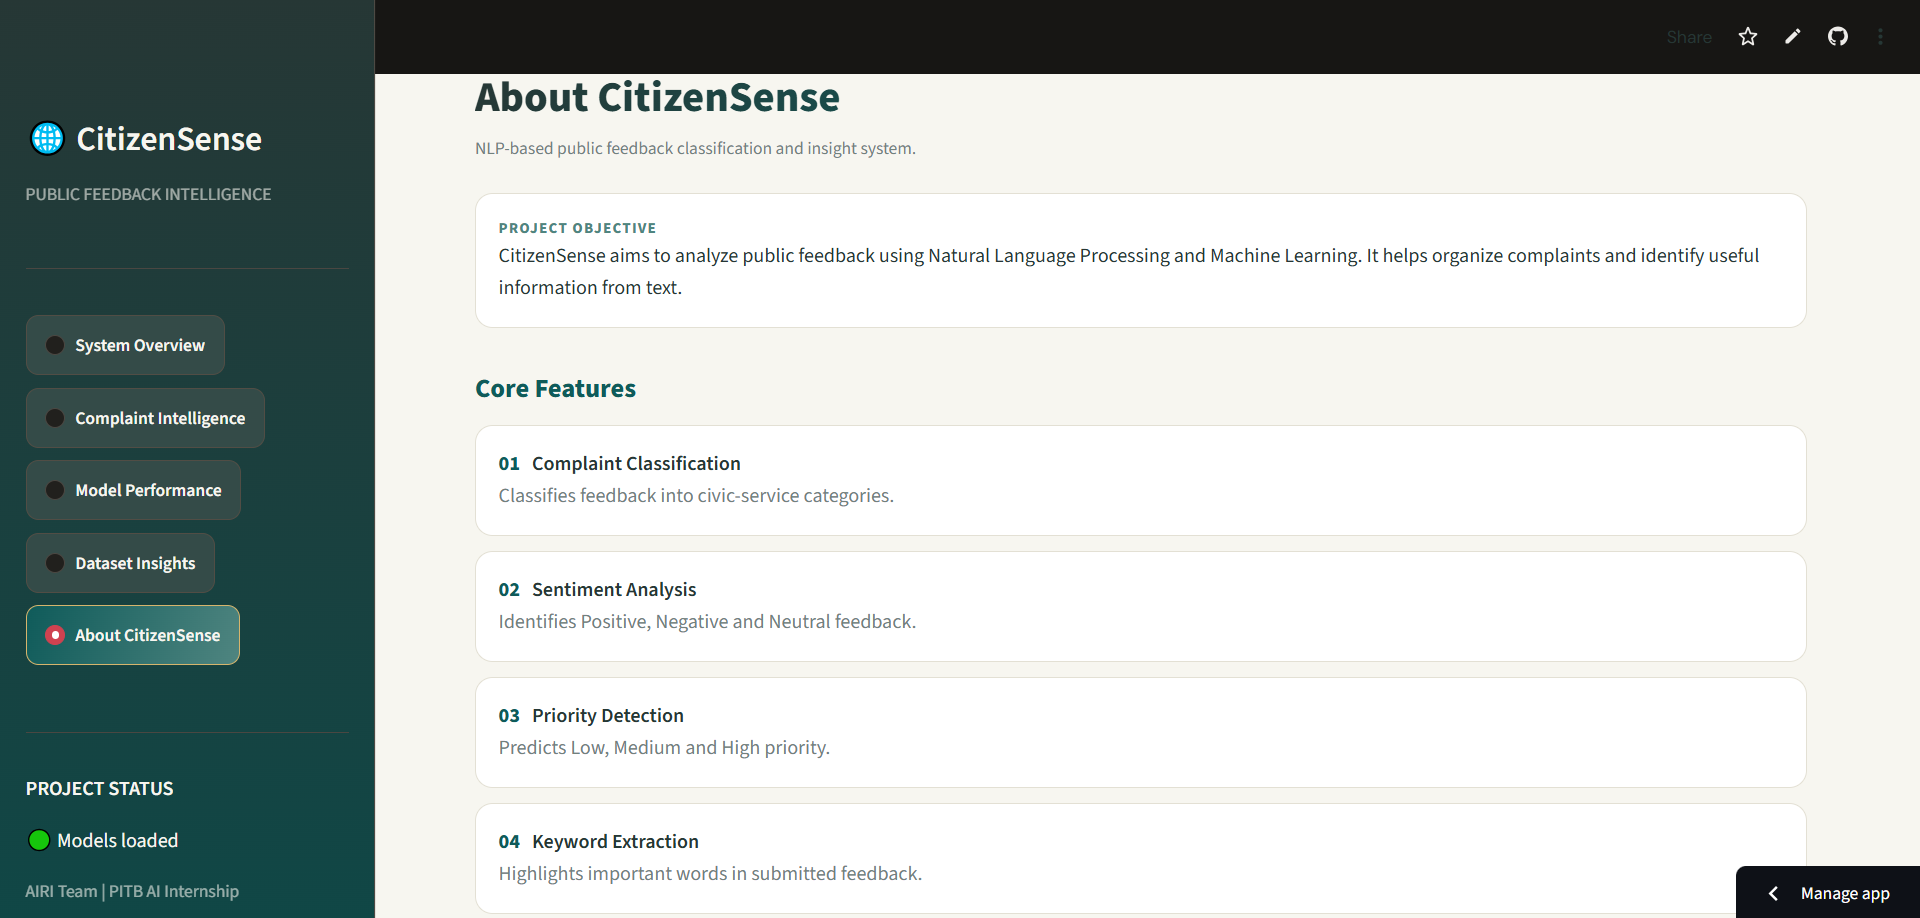 Share
CitizenSense
PUBLIC FEEDBACK INTELLIGENCE
System Overview
Complaint Intelligence
Model Performance
Dataset Insights
About CitizenSense
PROJECT STATUS
Models loaded
AIRI Team | PITB AI Internship
About CitizenSense
NLP-based public feedback classification and insight system.
PROJECT OBJECTIVE
CitizenSense aims to analyze public feedback using Natural Language Processing and Machine Learning. It helps organize complaints and identify useful
information from text.
Core Features
01 Complaint Classification
Classifies feedback into civic-service categories.
02 Sentiment Analysis
Identifies Positive, Negative and Neutral feedback.
03 Priority Detection
Predicts Low, Medium and High priority.
04 Keyword Extraction
Highlights important words in submitted feedback.
Manage app